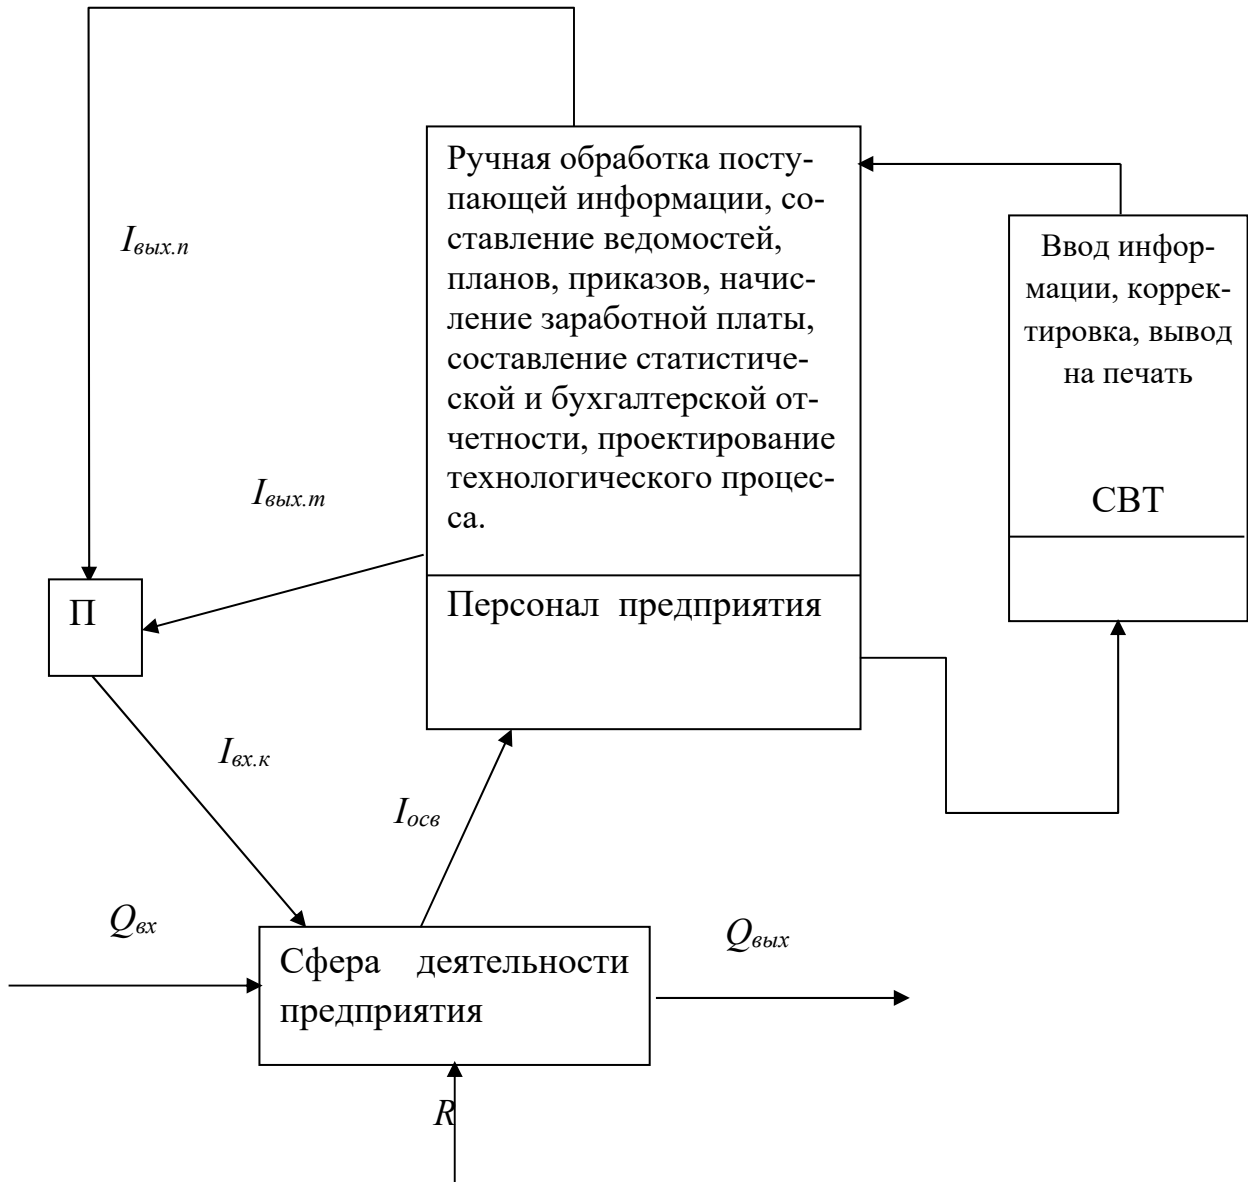 Ручная обработка посту-
пающей информации, со-
ставление ведомостей,
планов, приказов, начис-
ление заработной платы,
составление статистиче-
ской и бухгалтерской от-
четности, проектирование
технологического процес-
са.
Персонал предприятия
Ввод инфор-
мации, коррек-
тировка, вывод
на печать
СВТ
Iвых.п
Iвых.т
П
Iвх.к
Iосв
Qвх
Qвых
Сфера деятельности
предприятия
R